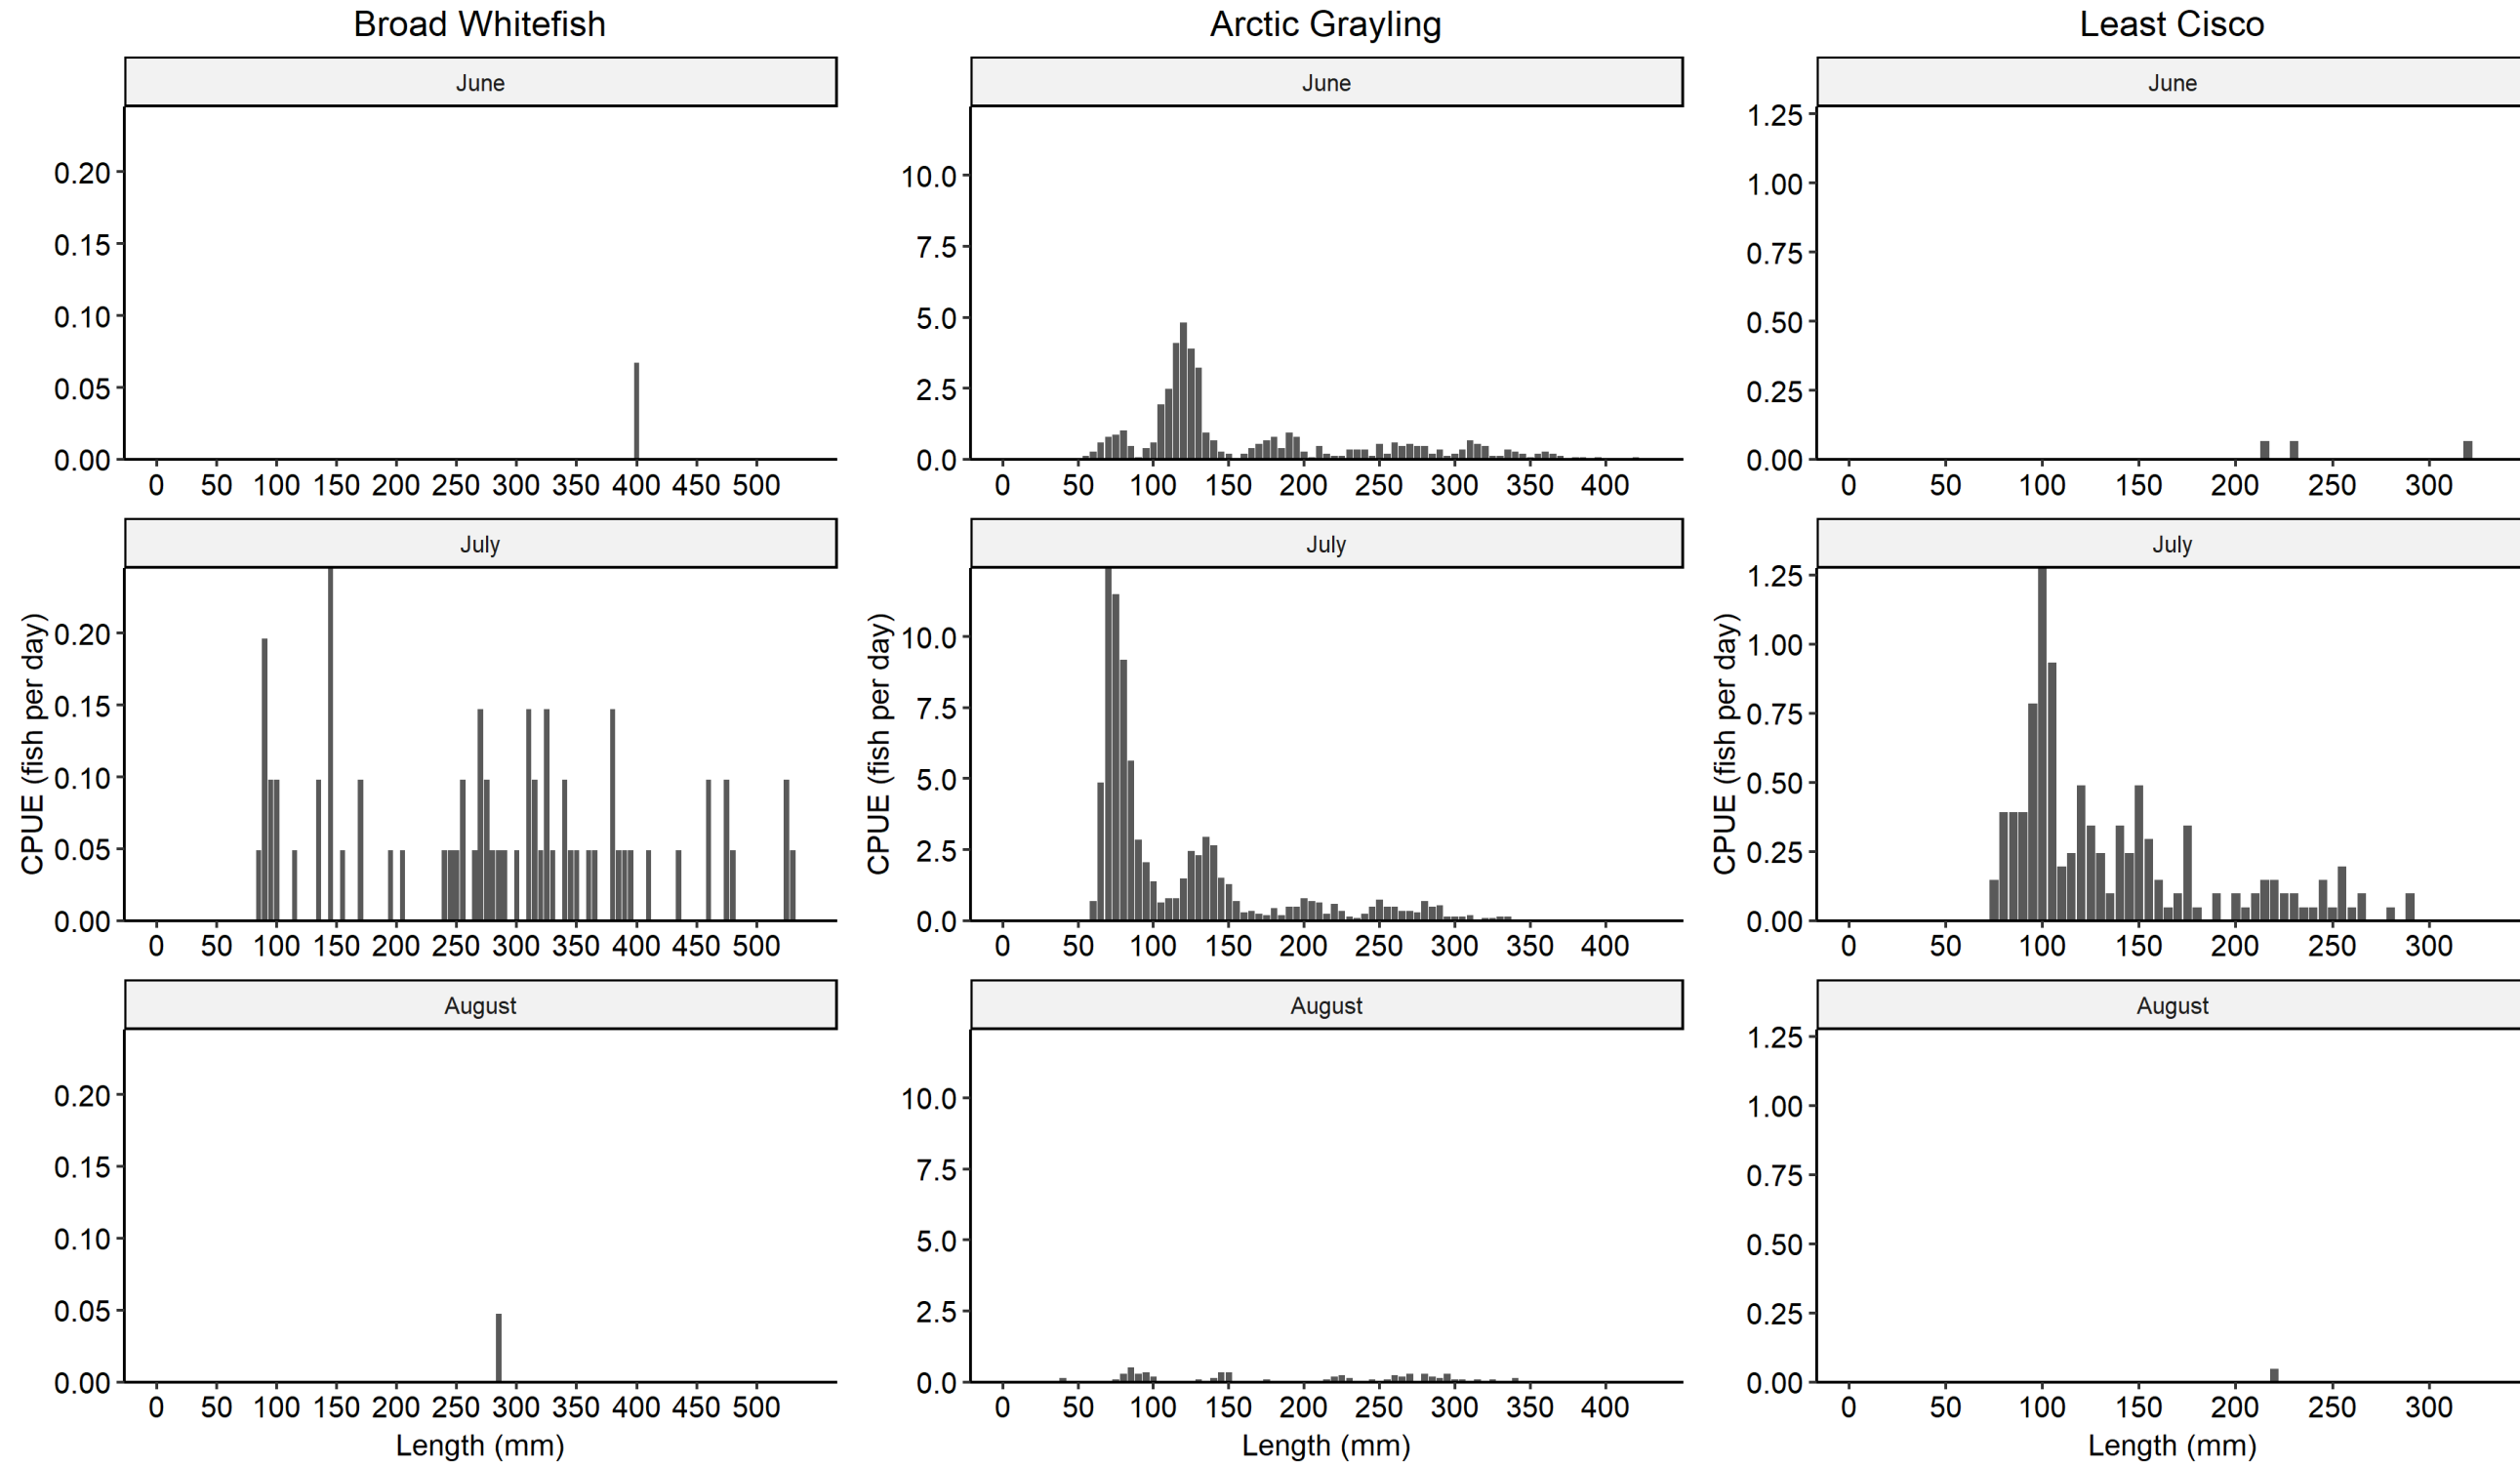 Broad Whitefish Arctic Grayling Least Cisco
June June June
0.20 0.15 0.10 0.05 0.00
10.0 7.5 5.0 2.5 0.0
1.25 1.00 0.75 0.50 0.25 0.00
0 50 100 150 200 250 300 350 400 450 500
0 50 100 150 200 250 300 350 400
0 50 100 150 200 250 300
July July July
CPUE (fish per day)
0.20 0.15 0.10 0.05 0.00
CPUE (fish per day)
10.0 7.5 5.0 2.5 0.0
CPUE (fish per day)
1.25 1.00 0.75 0.50 0.25 0.00
0 50 100 150 200 250 300 350 400 450 500
0 50 100 150 200 250 300 350 400
0 50 100 150 200 250 300
August August August
0.20 0.15 0.10 0.05 0.00
10.0 7.5 5.0 2.5 0.0
1.25 1.00 0.75 0.50 0.25 0.00
0 50 100 150 200 250 300 350 400 450 500
0 50 100 150 200 250 300 350 400
0 50 100 150 200 250 300
Length (mm) Length (mm) Length (mm)